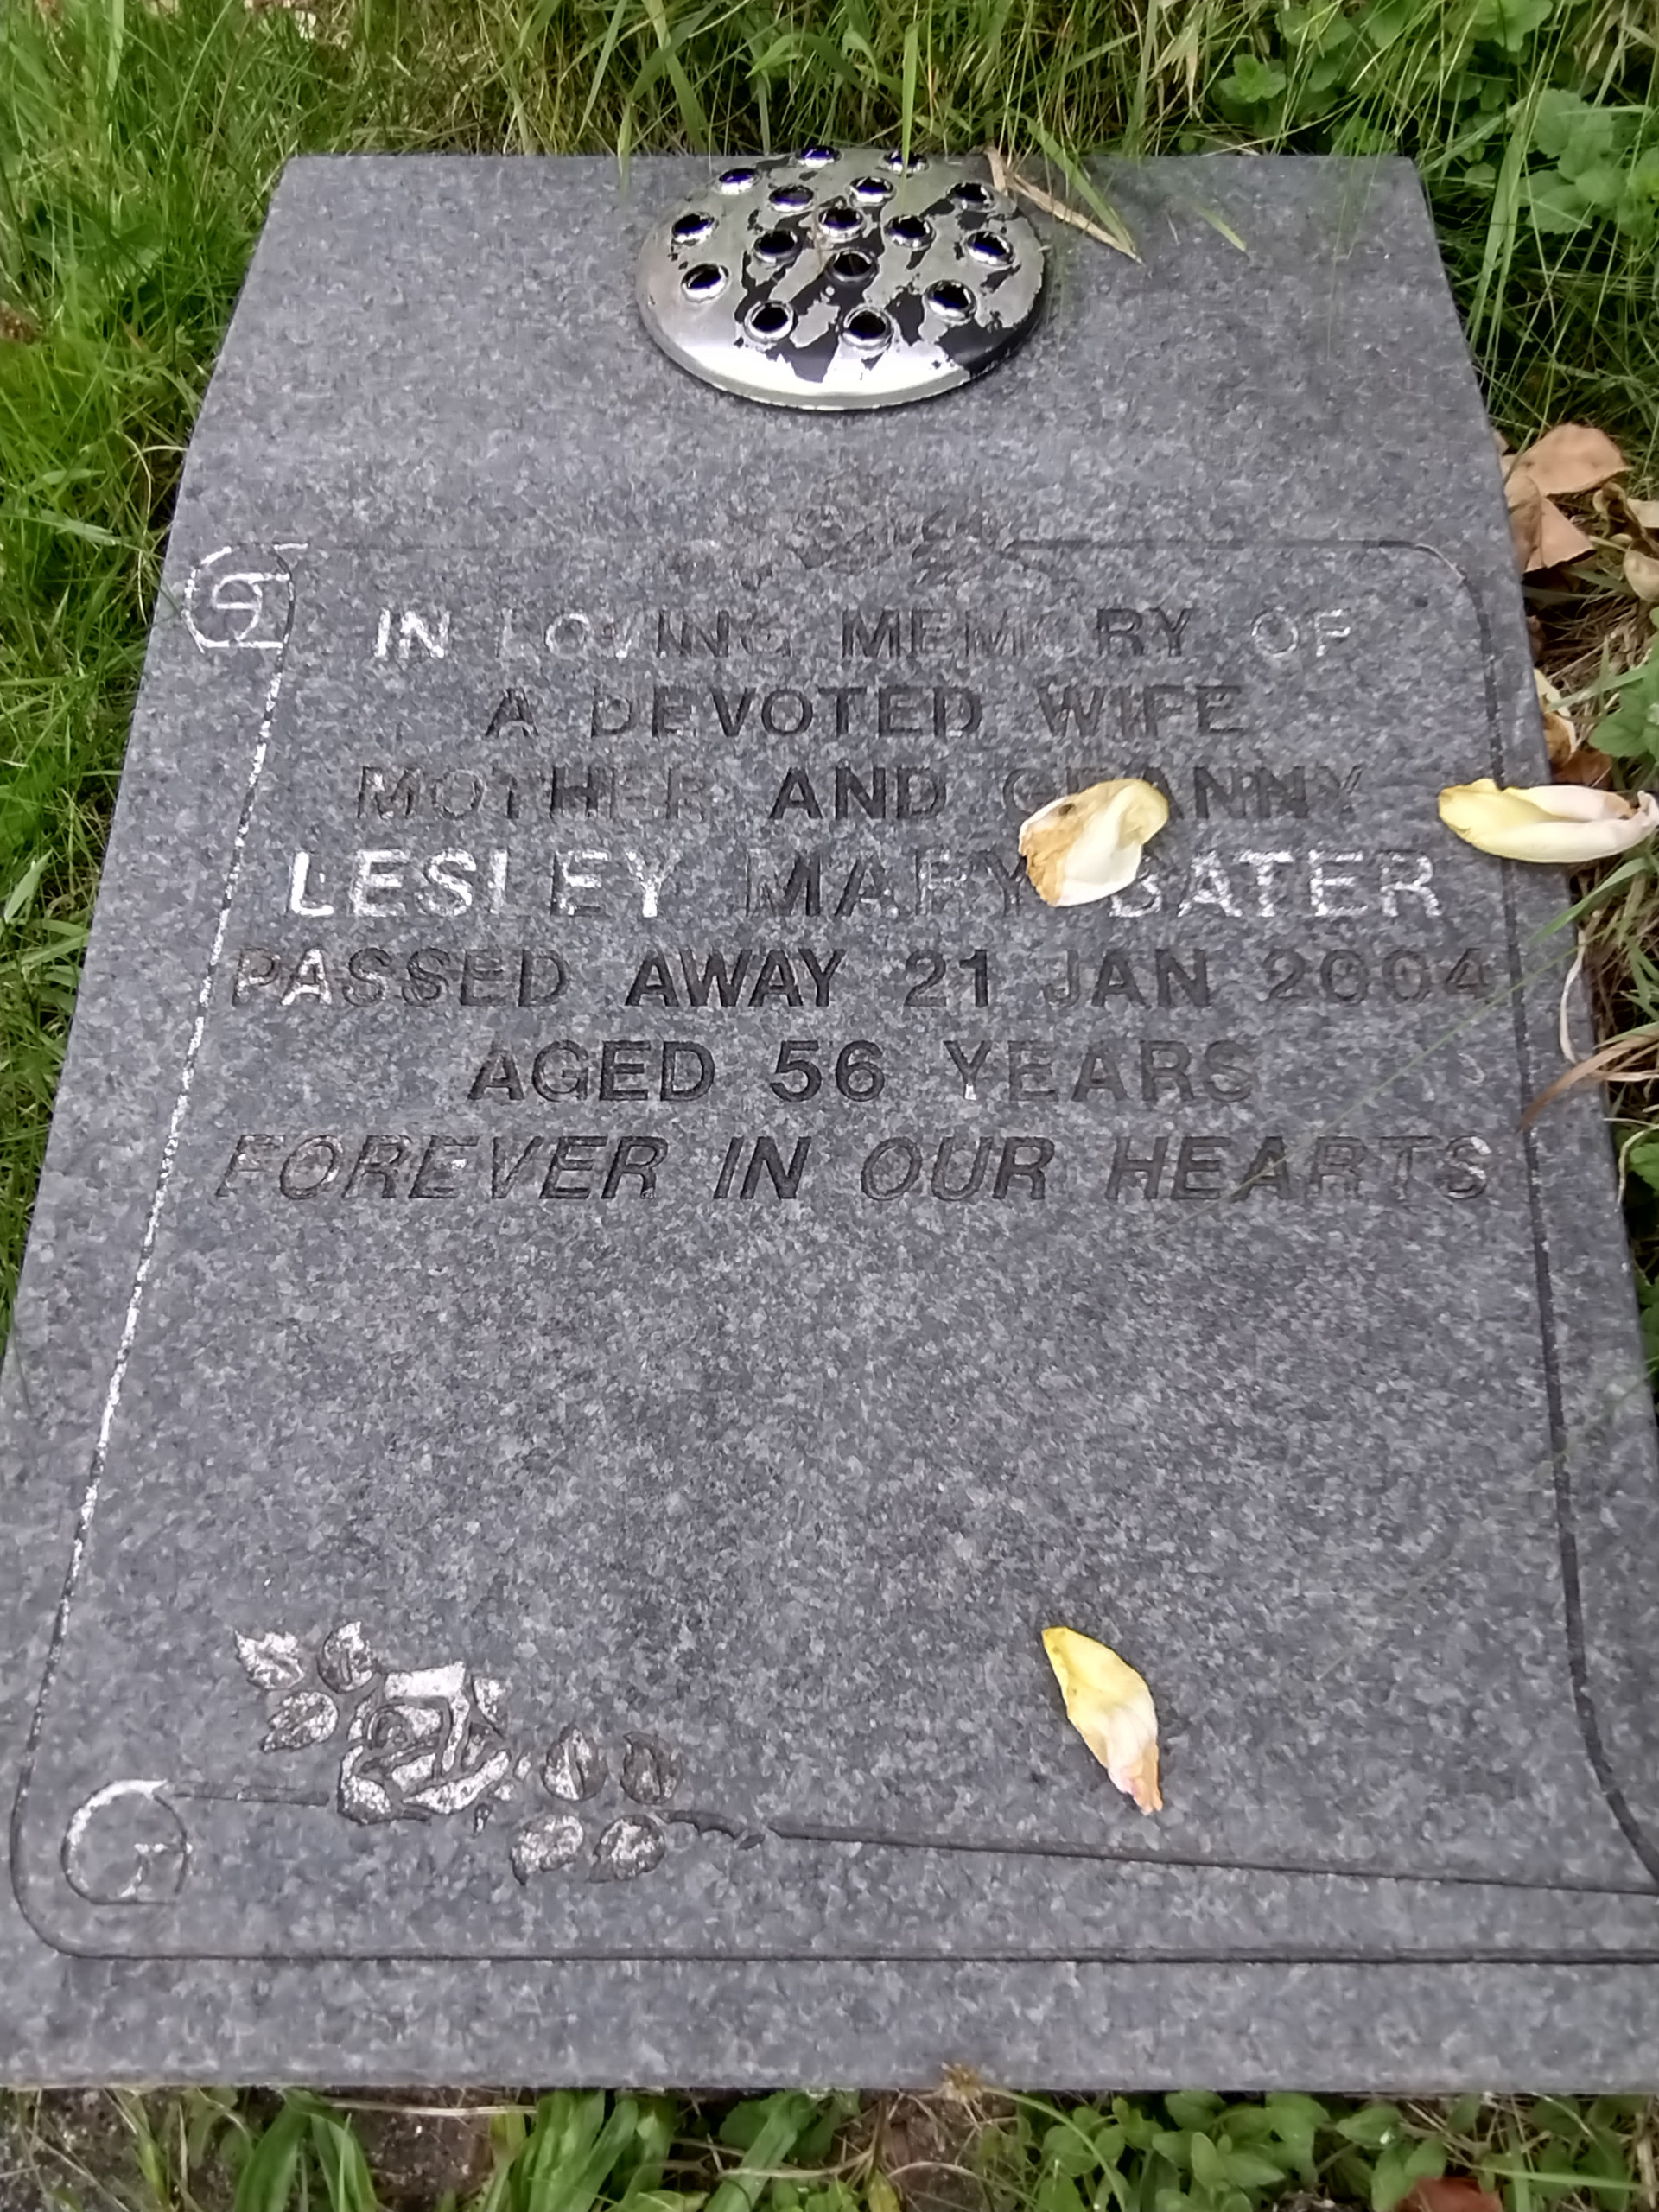 IN LOVING MEMORY OF
A DEVOTED WIFE
MOTHER AND GRANNY
LESLEY MARY BATER
PASSED AWAY 21 JAN 2004
AGED 56 YEARS
FOREVER IN OUR HEARTS